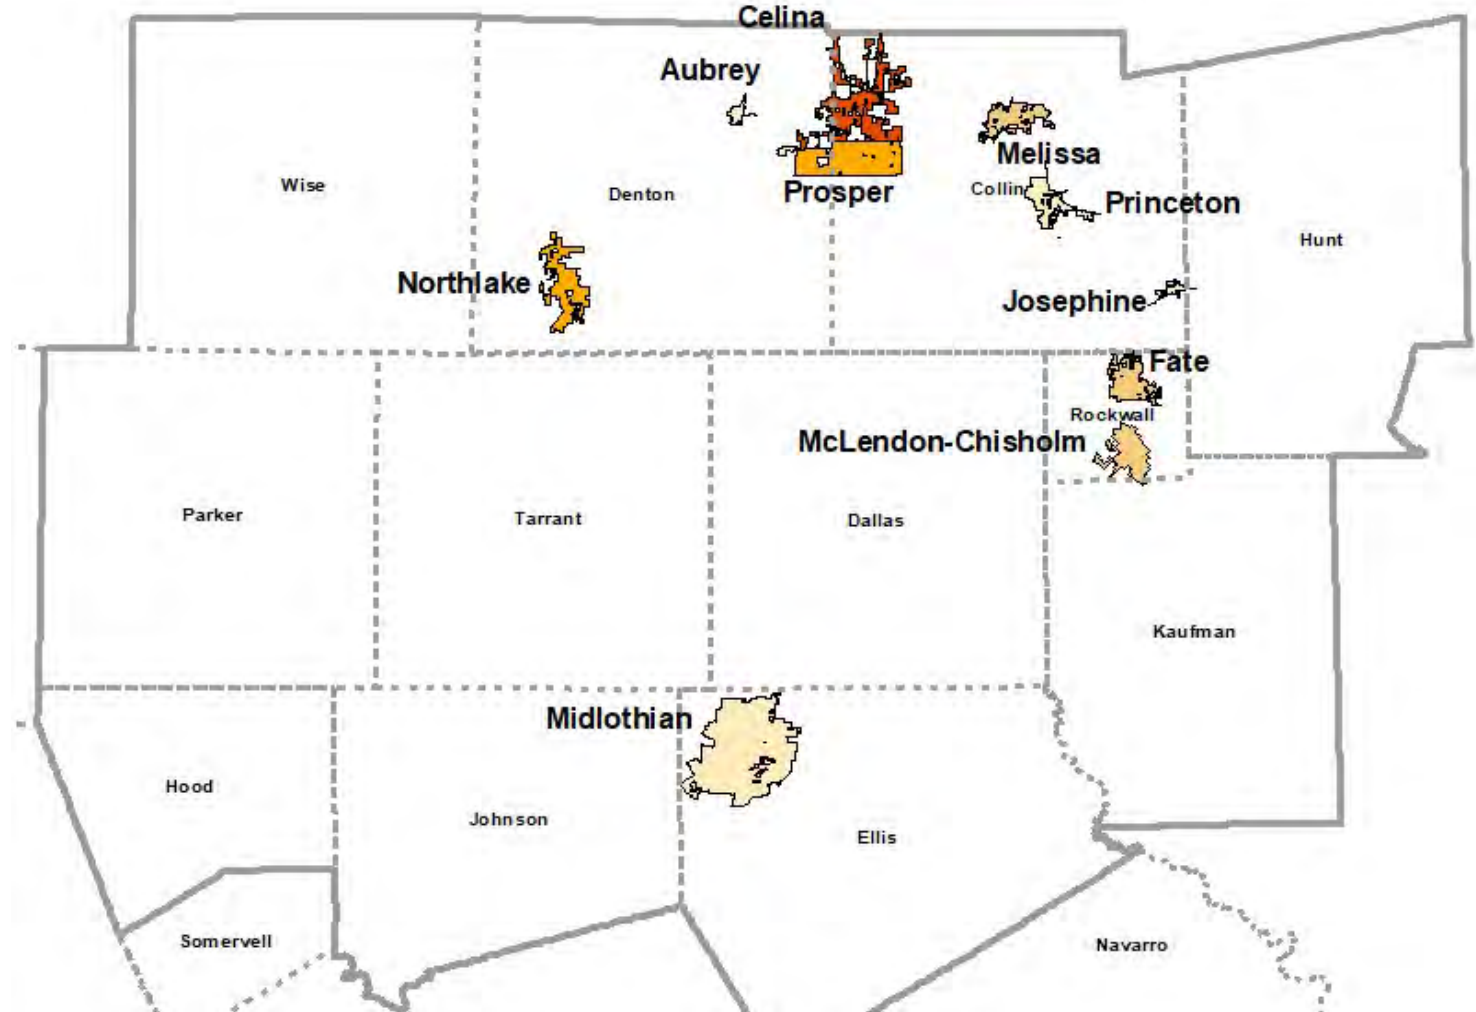 Celina
Aubrey
Melissa
Wise
Denton
Prosper
Collin
Princeton
Hunt
Northlake
Josephine
Fate
Rockwall
McLendon-Chisholm
Parker
Tarrant
Dallas
Kaufman
Midlothian
Hood
Johnson
Ellis
Somervell
Navarro